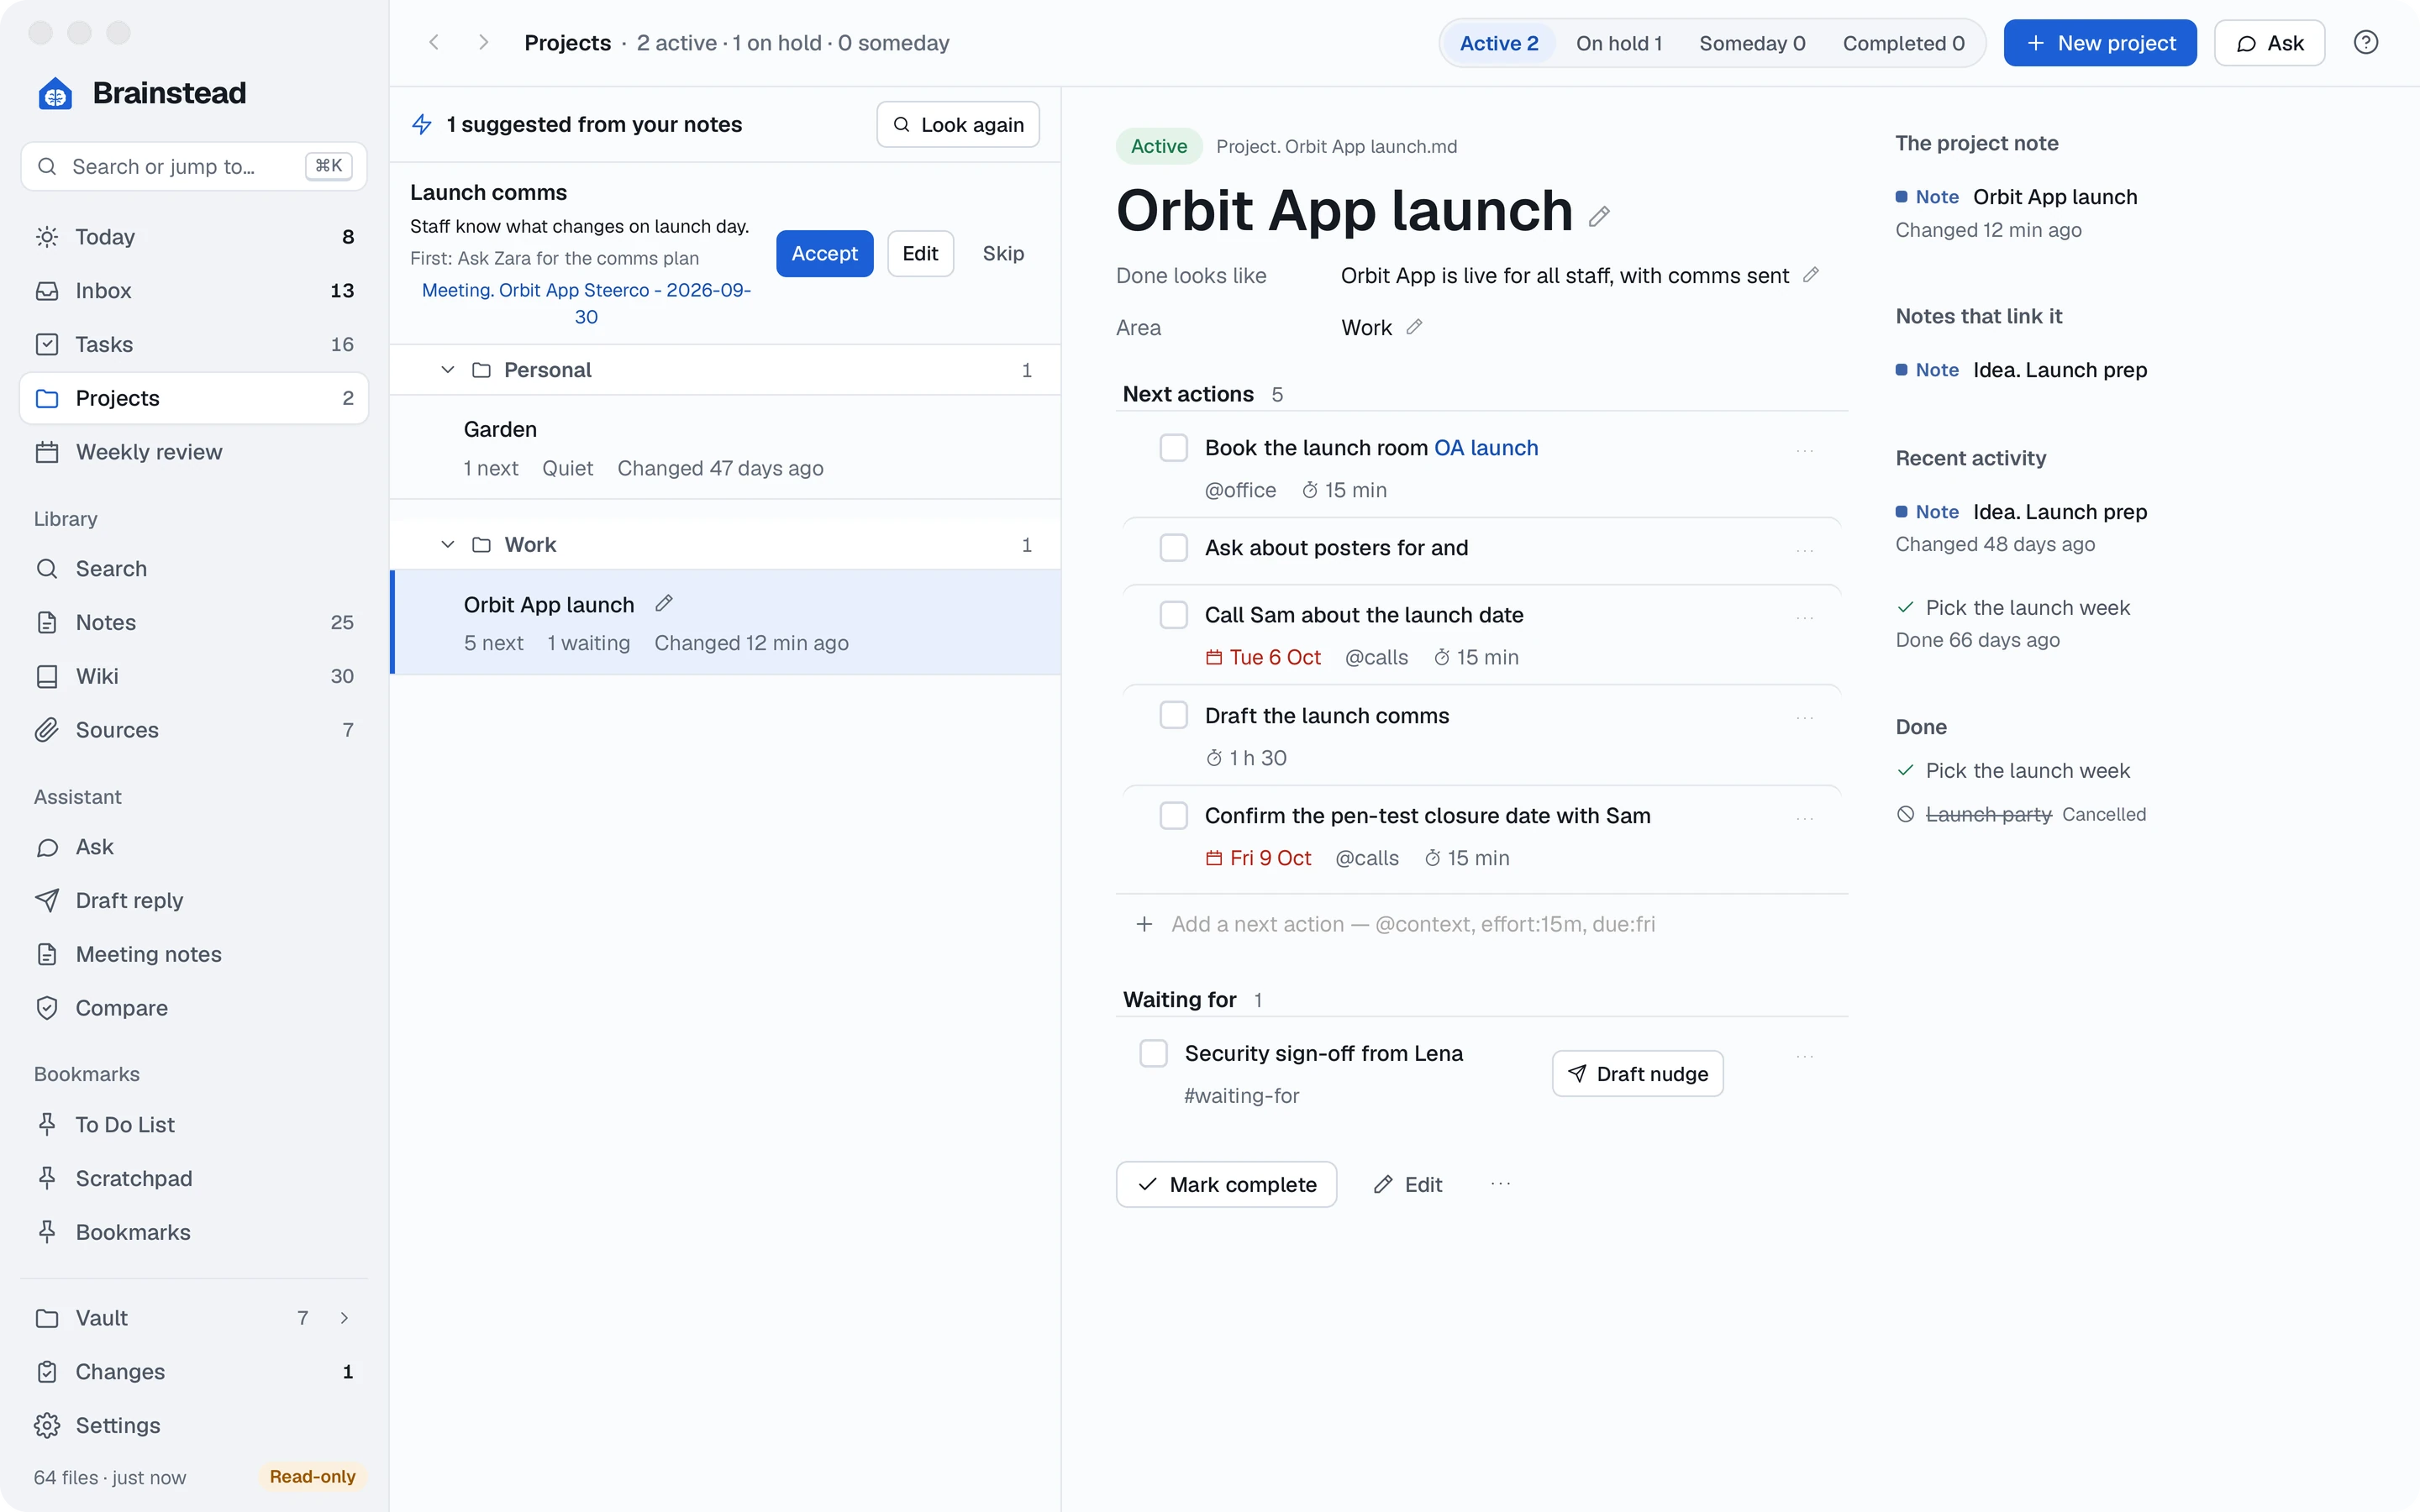 Brainstead
Search or jump to… ⌘K
Today 8
Inbox 13
Tasks 16
Projects 2
Weekly review
Library
Search
Notes 25
Wiki 30
Sources 7
Assistant
Ask
Draft reply
Meeting notes
Compare
Bookmarks
To Do List
Scratchpad
Bookmarks
Vault 7
Changes 1
Settings
64 files · just now Read-only
Projects · 2 active · 1 on hold · 0 someday
Active 2 On hold 1 Someday 0 Completed 0
New project
Ask
1 suggested from your notes
Look again
Launch comms
Staff know what changes on launch day.
First: Ask Zara for the comms plan
Meeting. Orbit App Steerco - 2026-09-
30
Accept Edit Skip
Personal 1
Garden
1 next Quiet Changed 47 days ago
Work 1
Orbit App launch
5 next 1 waiting Changed 12 min ago
Active Project. Orbit App launch.md
Orbit App launch
Done looks like Orbit App is live for all staff, with comms sent
Area Work
Next actions 5
Book the launch room OA launch
@office 15 min
Ask about posters for and
Call Sam about the launch date
Tue 6 Oct @calls 15 min
Draft the launch comms
1 h 30
Confirm the pen-test closure date with Sam
Fri 9 Oct @calls 15 min
Add a next action — @context, effort:15m, due:fri
Waiting for 1
Security sign-off from Lena
#waiting-for
Draft nudge
Mark complete Edit
The project note
Note Orbit App launch
Changed 12 min ago
Notes that link it
Note Idea. Launch prep
Recent activity
Note Idea. Launch prep
Changed 48 days ago
Pick the launch week
Done 66 days ago
Done
Pick the launch week
Launch party Cancelled